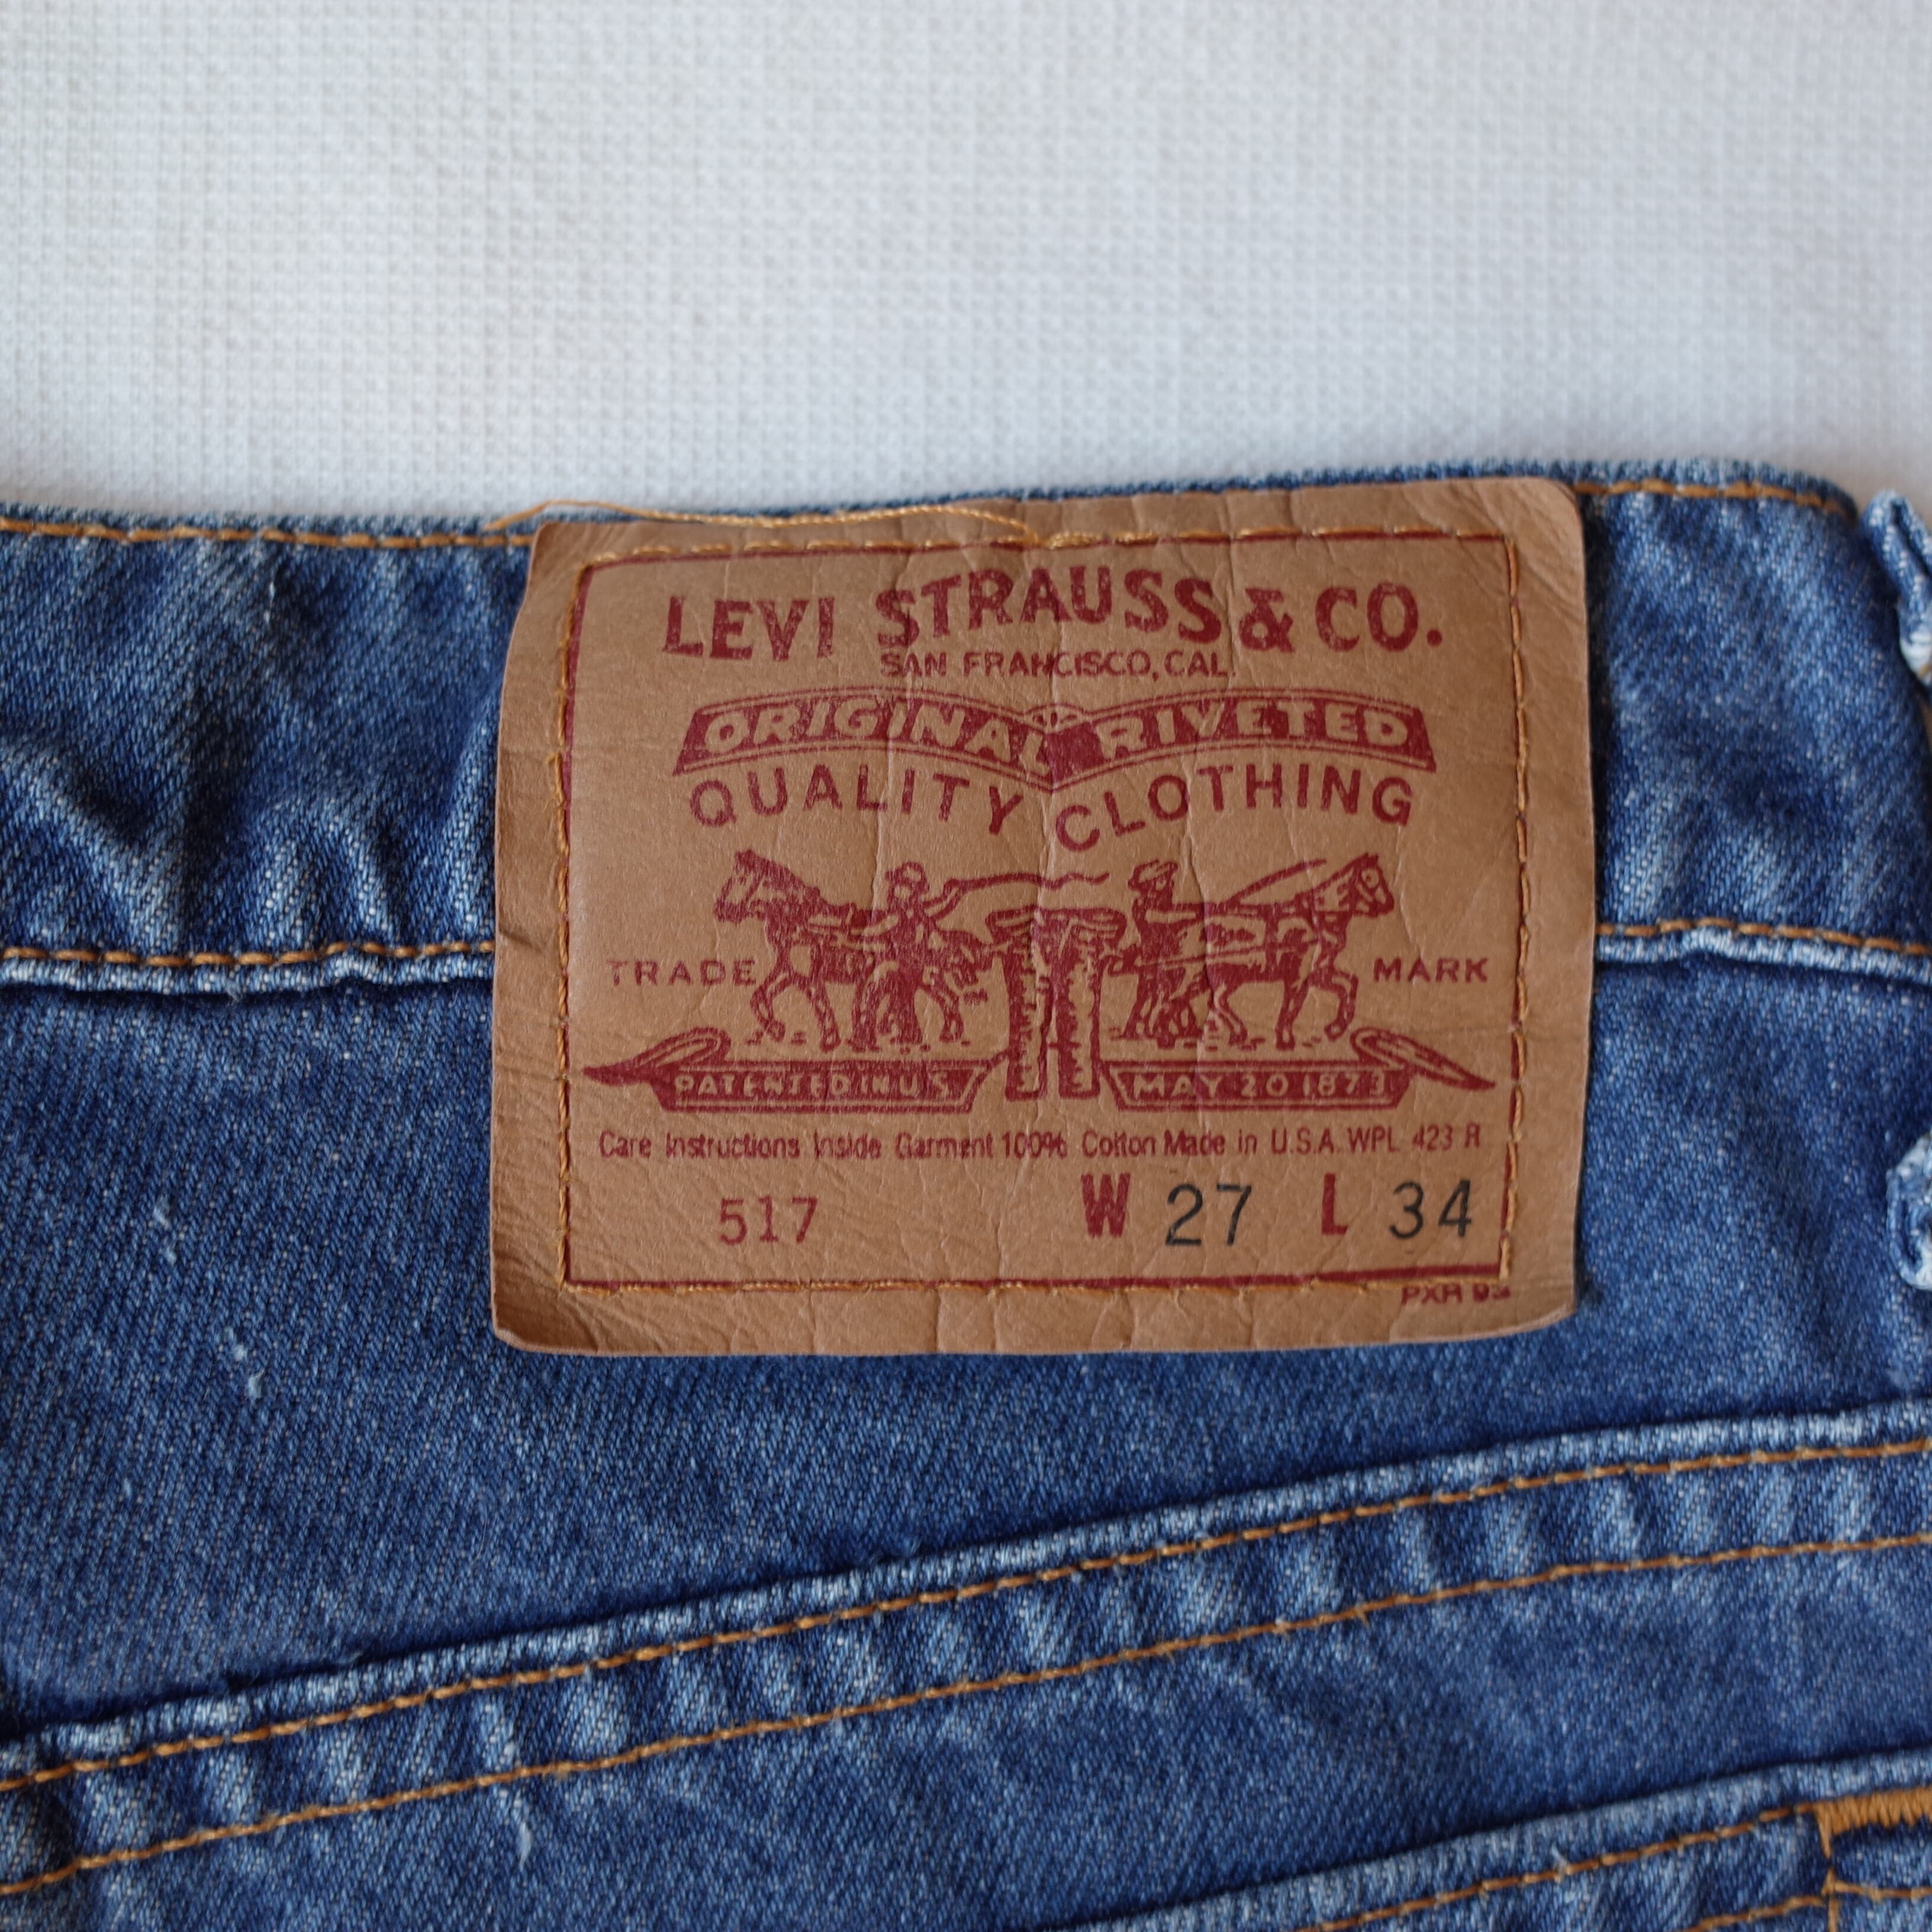 LEVI STRAUSS & CO.
SAN FRANCISCO, CAL.
ORIGINAL RIVETED
QUALITY CLOTHING
TRADE MARK
PATENTED IN U.S. MAY 20 1873
Care Instructions Inside Garment 100% Cotton Made in U.S.A. WPL 423 R
517 W 27 L 34
PXR